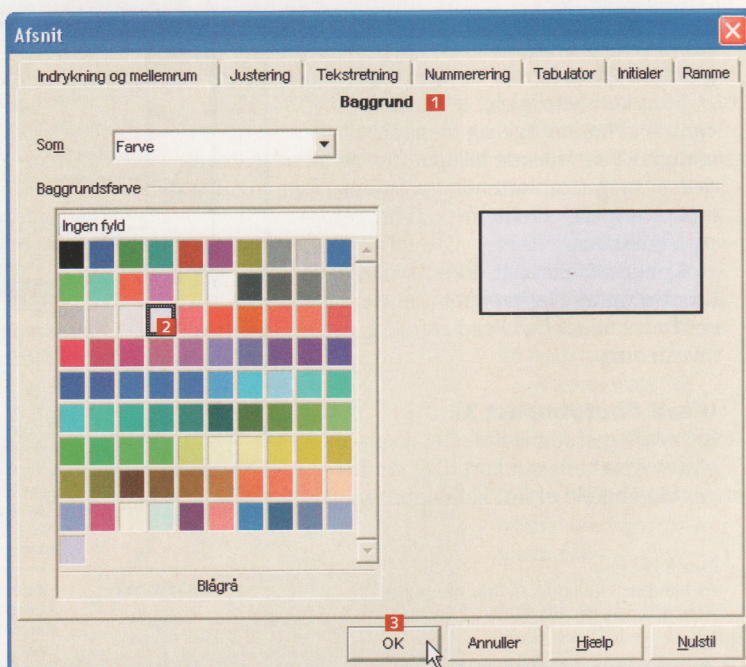 Afsnit
Indrykning og mellemrum Justering Tekstretning Nummerering Tabulator Initialer Ramme
Baggrund 1
Som Farve
Baggrundsfarve
Ingen fyld
2
Blågrå
3
OK Annuller Hjælp Nulstil